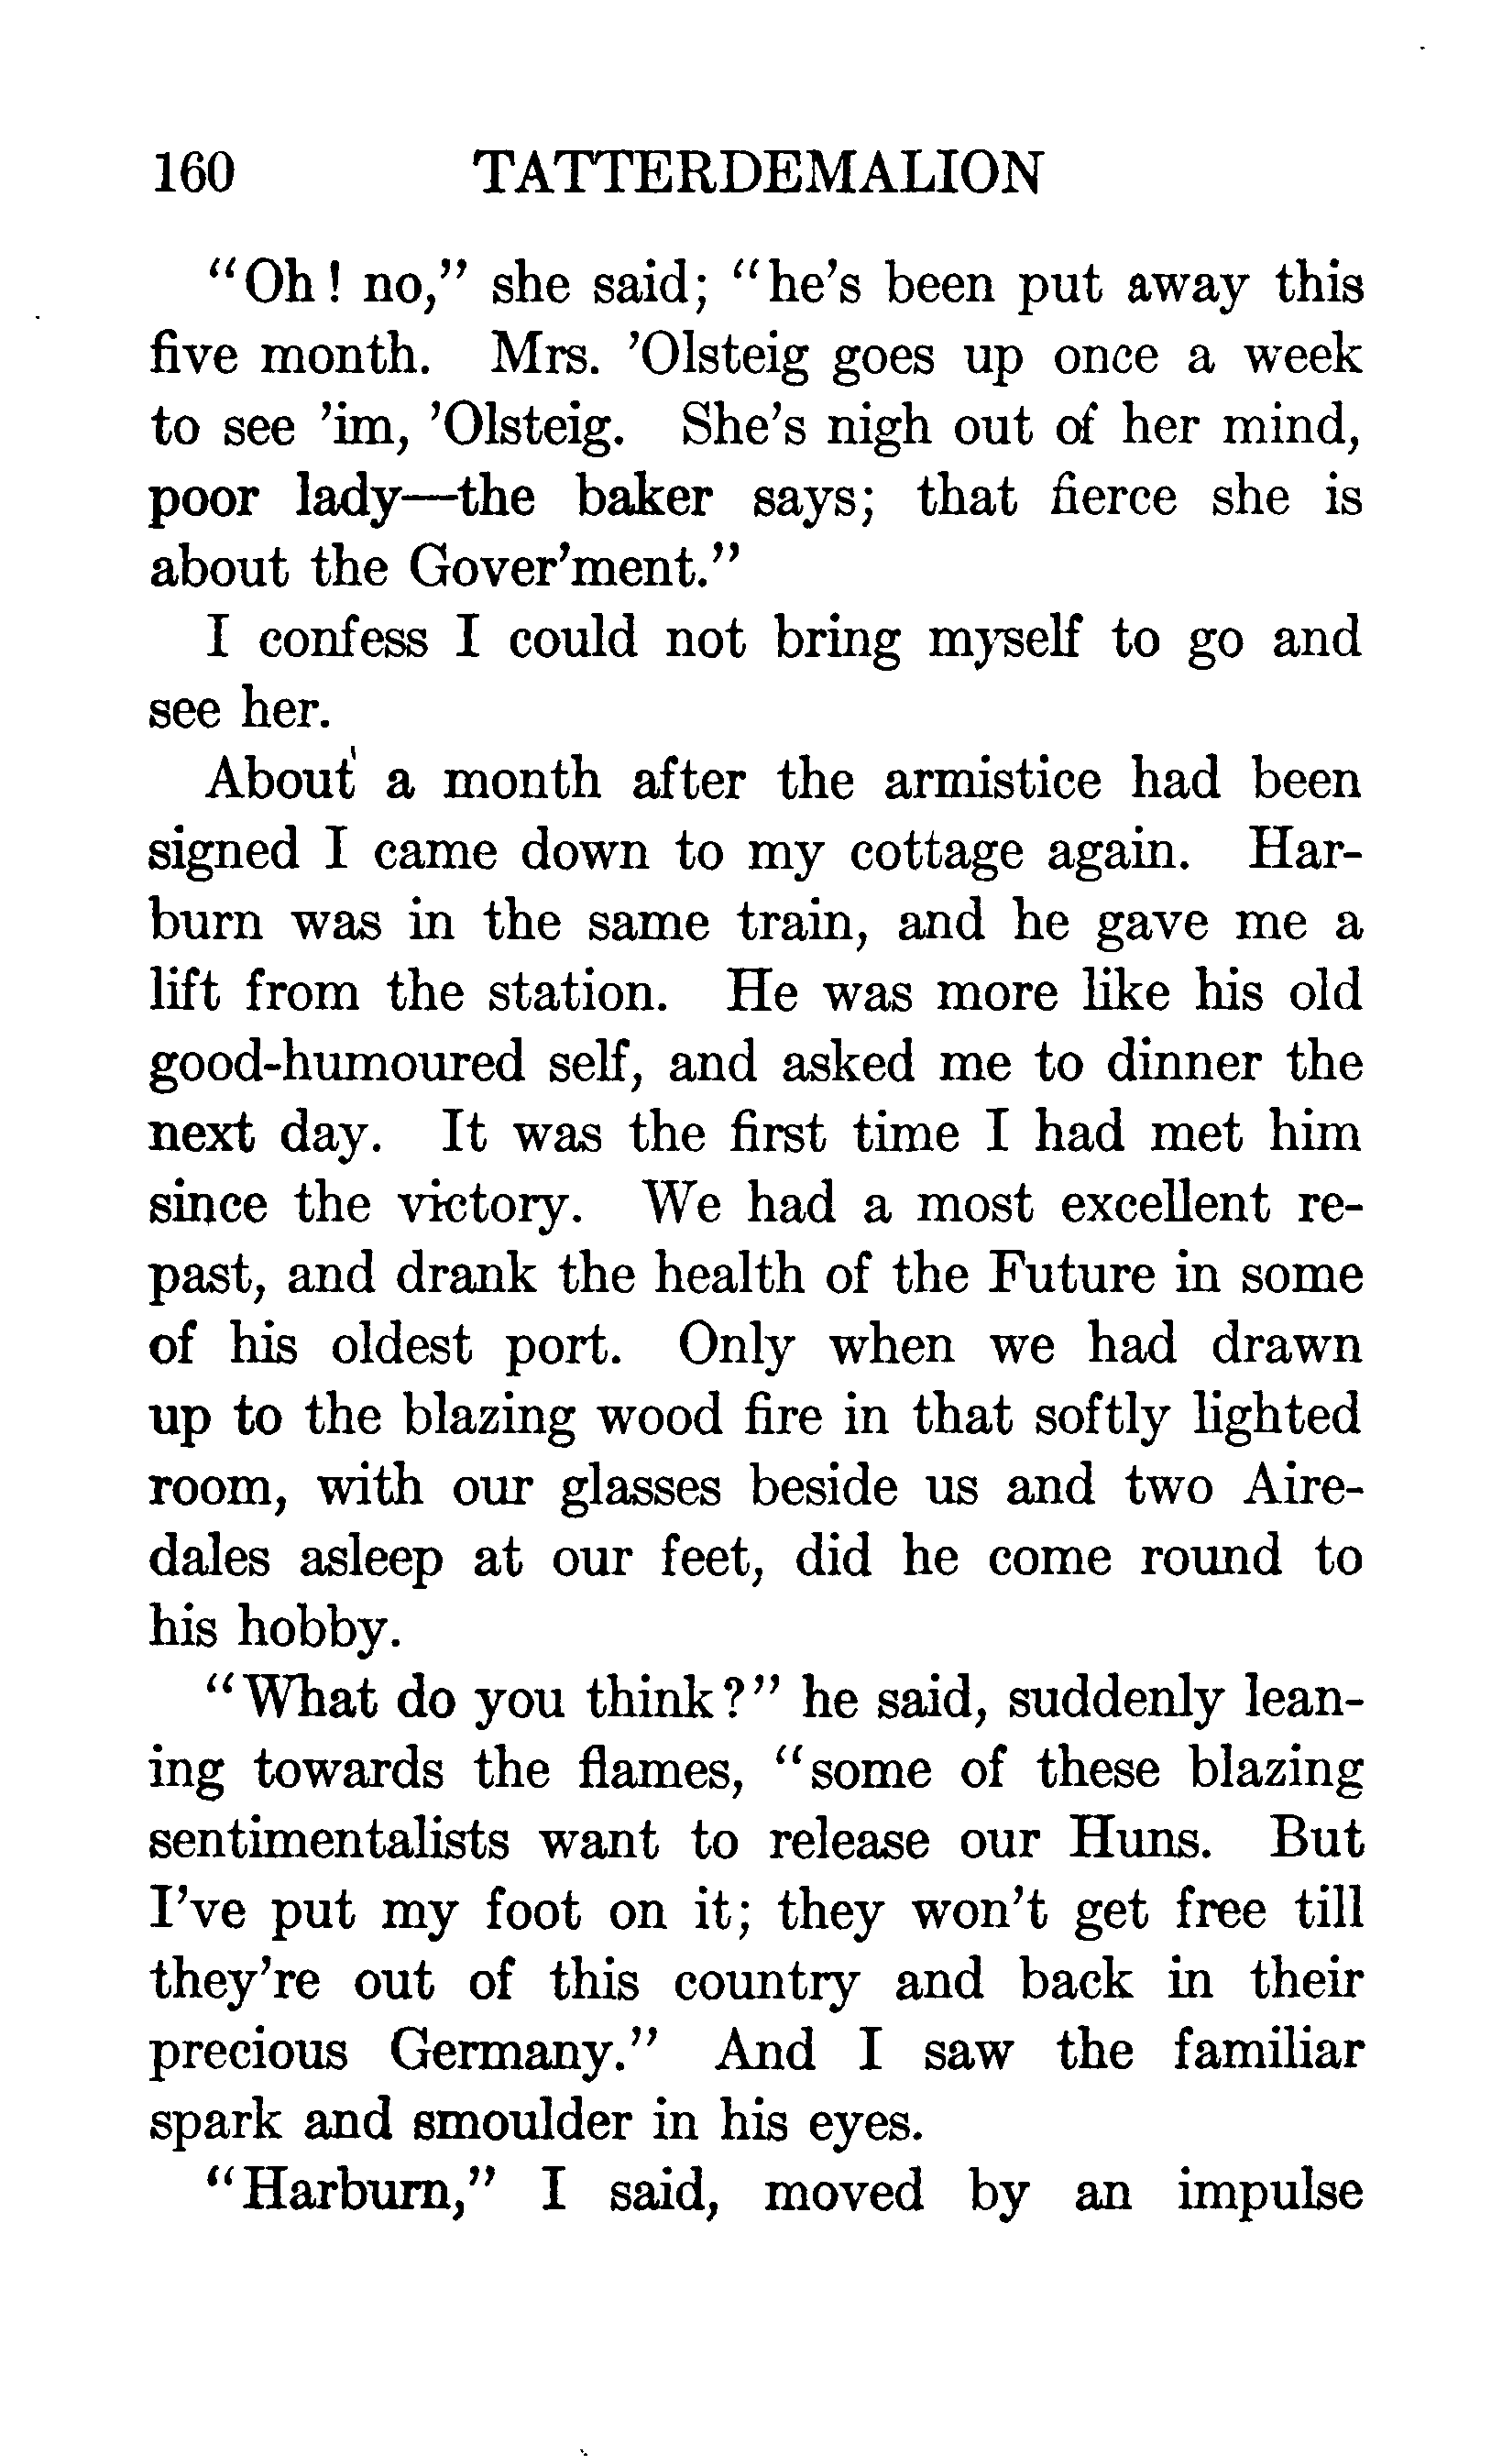 160 TATTERDEMALION
"Oh! no," she said; "he's been put away this
five month. Mrs. 'Olsteig goes up once a week
to see 'im, 'Olsteig. She's nigh out of her mind,
poor lady—the baker says; that fierce she is
about the Gover'ment."
I confess I could not bring myself to go and
see her.
About a month after the armistice had been
signed I came down to my cottage again. Har-
burn was in the same train, and he gave me a
lift from the station. He was more like his old
good-humoured self, and asked me to dinner the
next day. It was the first time I had met him
since the victory. We had a most excellent re-
past, and drank the health of the Future in some
of his oldest port. Only when we had drawn
up to the blazing wood fire in that softly lighted
room, with our glasses beside us and two Aire-
dales asleep at our feet, did he come round to
his hobby.
"What do you think?" he said, suddenly lean-
ing towards the flames, "some of these blazing
sentimentalists want to release our Huns. But
I've put my foot on it; they won't get free till
they're out of this country and back in their
precious Germany." And I saw the familiar
spark and smoulder in his eyes.
"Harburn," I said, moved by an impulse